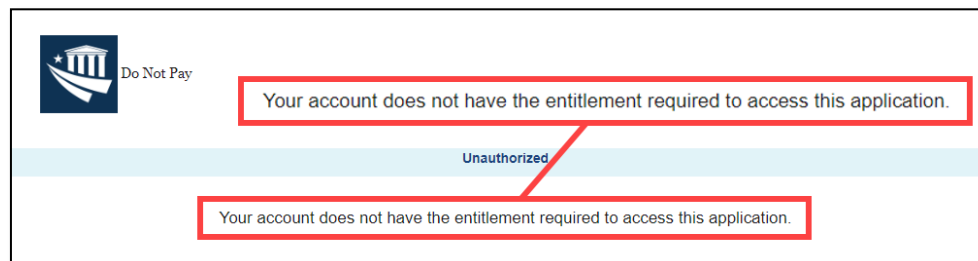 Do Not Pay
Your account does not have the entitlement required to access this application.
Unauthorized
Your account does not have the entitlement required to access this application.